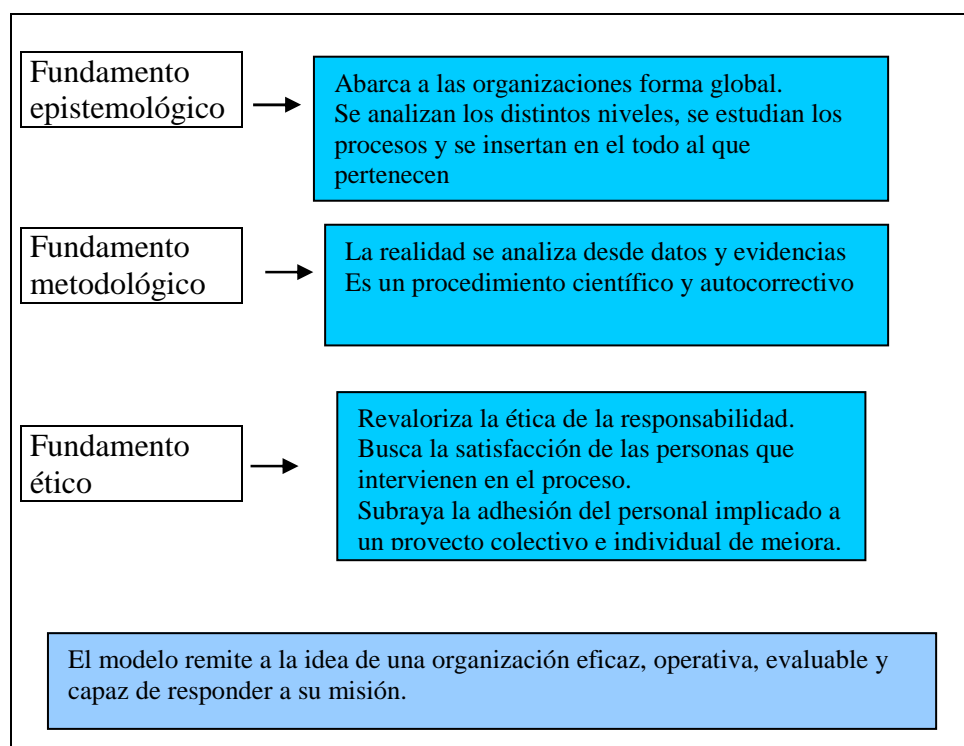 Fundamento
epistemológico
Abarca a las organizaciones forma global.
Se analizan los distintos niveles, se estudian los
procesos y se insertan en el todo al que
pertenecen
Fundamento
metodológico
La realidad se analiza desde datos y evidencias
Es un procedimiento científico y autocorrectivo
Fundamento
ético
Revaloriza la ética de la responsabilidad.
Busca la satisfacción de las personas que
intervienen en el proceso.
Subraya la adhesión del personal implicado a
un proyecto colectivo e individual de mejora.
El modelo remite a la idea de una organización eficaz, operativa, evaluable y
capaz de responder a su misión.